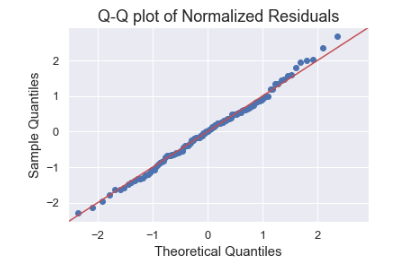 Q-Q plot of Normalized Residuals
Sample Quantiles
2
1
0
−1
−2
−2 −1 0 1 2
Theoretical Quantiles